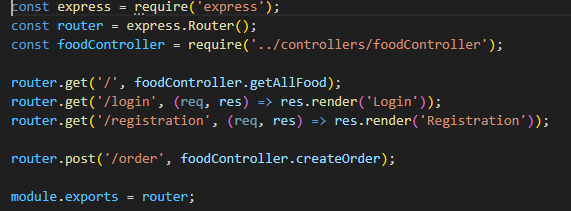 const express = require('express');
const router = express.Router();
const foodController = require('../controllers/foodController');
router.get('/', foodController.getAllFood);
router.get('/login', (req, res) => res.render('Login'));
router.get('/registration', (req, res) => res.render('Registration'));
router.post('/order', foodController.createOrder);
module.exports = router;